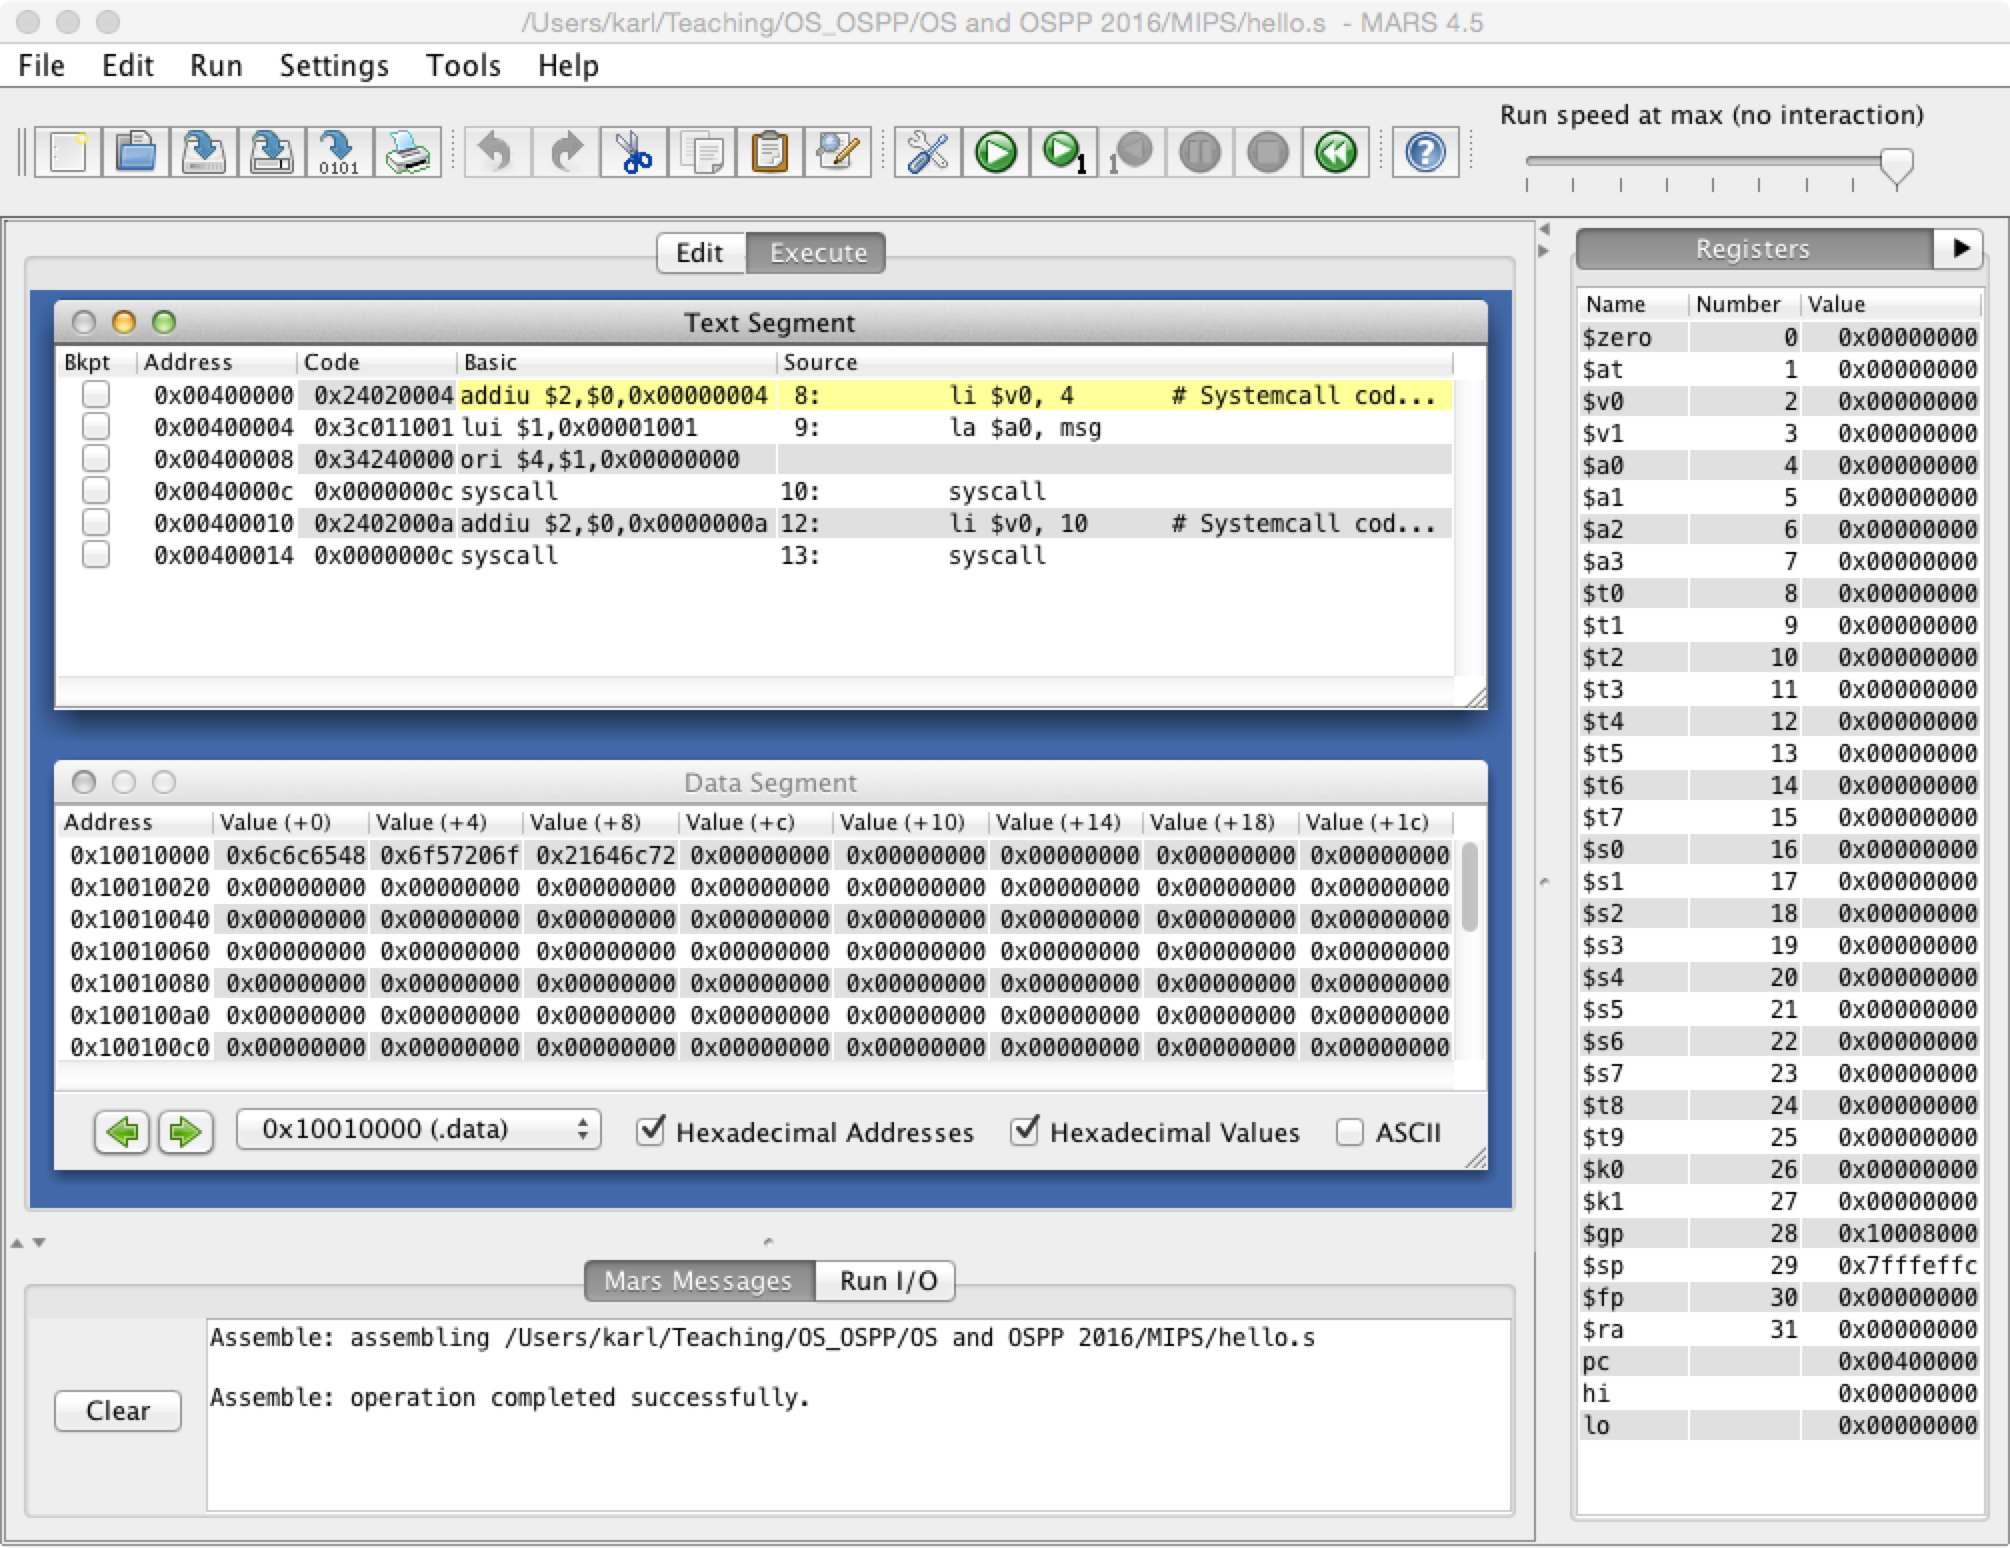 /Users/karl/Teaching/OS_OSPP/OS and OSPP 2016/MIPS/hello.s - MARS 4.5
File Edit Run Settings Tools Help
Run speed at max (no interaction)
0101
1
1
Edit Execute
Text Segment
Bkpt Address Code Basic Source
0x00400000 0x24020004 addiu $2,$0,0x00000004 8: li $v0, 4 # Systemcall cod...
0x00400004 0x3c011001 lui $1,0x00001001 9: la $a0, msg
0x00400008 0x34240000 ori $4,$1,0x00000000
0x0040000c 0x0000000c syscall 10: syscall
0x00400010 0x2402000a addiu $2,$0,0x0000000a 12: li $v0, 10 # Systemcall cod...
0x00400014 0x0000000c syscall 13: syscall
Data Segment
Address Value (+0) Value (+4) Value (+8) Value (+c) Value (+10) Value (+14) Value (+18) Value (+1c)
0x10010000 0x6c6c6548 0x6f57206f 0x21646c72 0x00000000 0x00000000 0x00000000 0x00000000 0x00000000
0x10010020 0x00000000 0x00000000 0x00000000 0x00000000 0x00000000 0x00000000 0x00000000 0x00000000
0x10010040 0x00000000 0x00000000 0x00000000 0x00000000 0x00000000 0x00000000 0x00000000 0x00000000
0x10010060 0x00000000 0x00000000 0x00000000 0x00000000 0x00000000 0x00000000 0x00000000 0x00000000
0x10010080 0x00000000 0x00000000 0x00000000 0x00000000 0x00000000 0x00000000 0x00000000 0x00000000
0x100100a0 0x00000000 0x00000000 0x00000000 0x00000000 0x00000000 0x00000000 0x00000000 0x00000000
0x100100c0 0x00000000 0x00000000 0x00000000 0x00000000 0x00000000 0x00000000 0x00000000 0x00000000
0x10010000 (.data) Hexadecimal Addresses Hexadecimal Values ASCII
Mars Messages Run I/O
Assemble: assembling /Users/karl/Teaching/OS_OSPP/OS and OSPP 2016/MIPS/hello.s
Assemble: operation completed successfully.
Clear
Registers
Name Number Value
$zero 0 0x00000000
$at 1 0x00000000
$v0 2 0x00000000
$v1 3 0x00000000
$a0 4 0x00000000
$a1 5 0x00000000
$a2 6 0x00000000
$a3 7 0x00000000
$t0 8 0x00000000
$t1 9 0x00000000
$t2 10 0x00000000
$t3 11 0x00000000
$t4 12 0x00000000
$t5 13 0x00000000
$t6 14 0x00000000
$t7 15 0x00000000
$s0 16 0x00000000
$s1 17 0x00000000
$s2 18 0x00000000
$s3 19 0x00000000
$s4 20 0x00000000
$s5 21 0x00000000
$s6 22 0x00000000
$s7 23 0x00000000
$t8 24 0x00000000
$t9 25 0x00000000
$k0 26 0x00000000
$k1 27 0x00000000
$gp 28 0x10008000
$sp 29 0x7fffeffc
$fp 30 0x00000000
$ra 31 0x00000000
pc 0x00400000
hi 0x00000000
lo 0x00000000